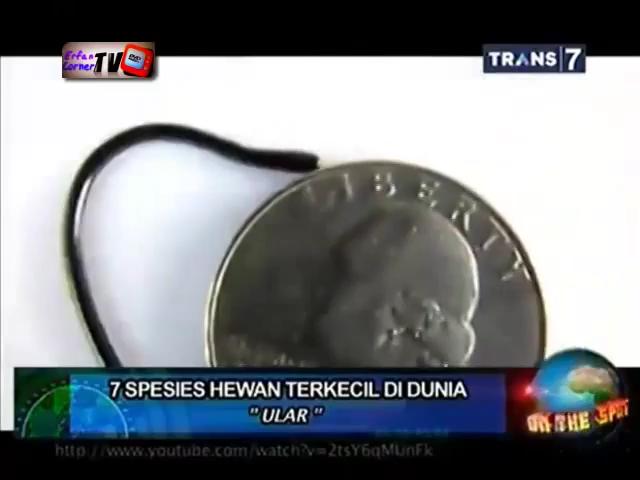 Erfan
Corner TV
TRANS|7
LIBERTY
7 SPESIES HEWAN TERKECIL DI DUNIA
" ULAR "
ON THE SPOT
http://www.youtube.com/watch?v=2tsY6qMUnFk